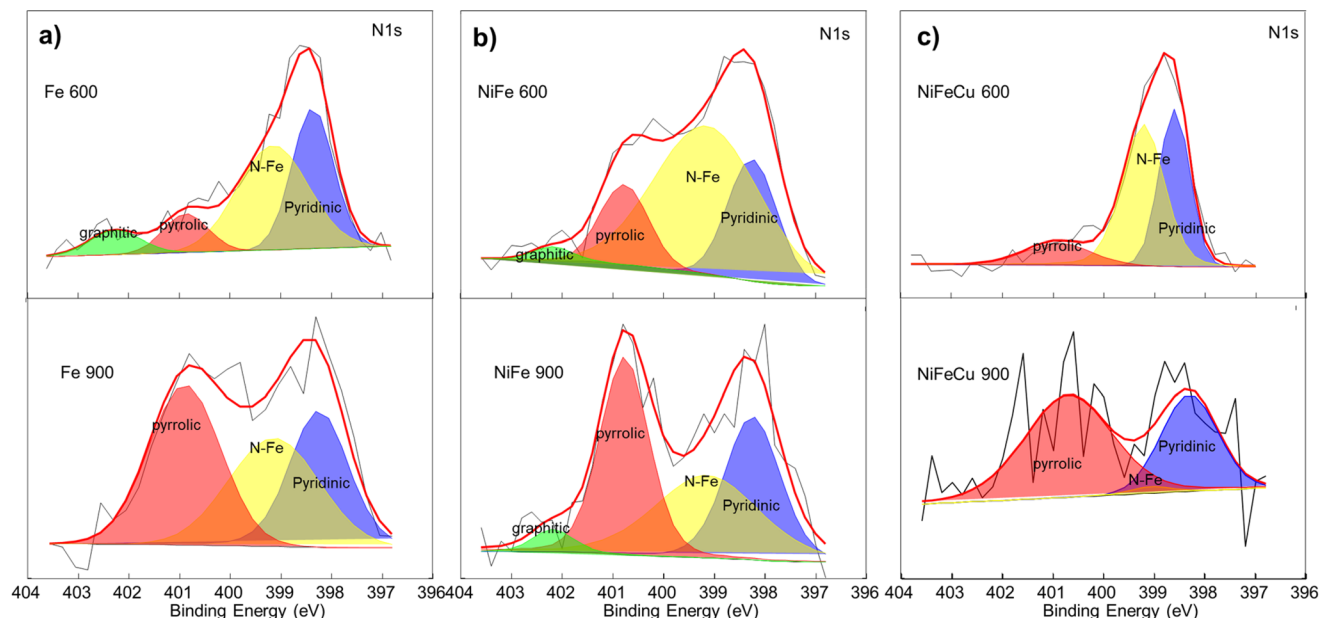 a)
N1s
Fe 600
N-Fe
Pyridinic
pyrrolic
graphitic
Fe 900
pyrrolic
N-Fe
Pyridinic
404 403 402 401 400 399 398 397 396
Binding Energy (eV)
b)
N1s
NiFe 600
N-Fe
Pyridinic
pyrrolic
graphitic
NiFe 900
pyrrolic
N-Fe
Pyridinic
graphitic
404 403 402 401 400 399 398 397 396
Binding Energy (eV)
c)
N1s
NiFeCu 600
N-Fe
Pyridinic
pyrrolic
NiFeCu 900
Pyridinic
pyrrolic
N-Fe
404 403 402 401 400 399 398 397 396
Binding Energy (eV)